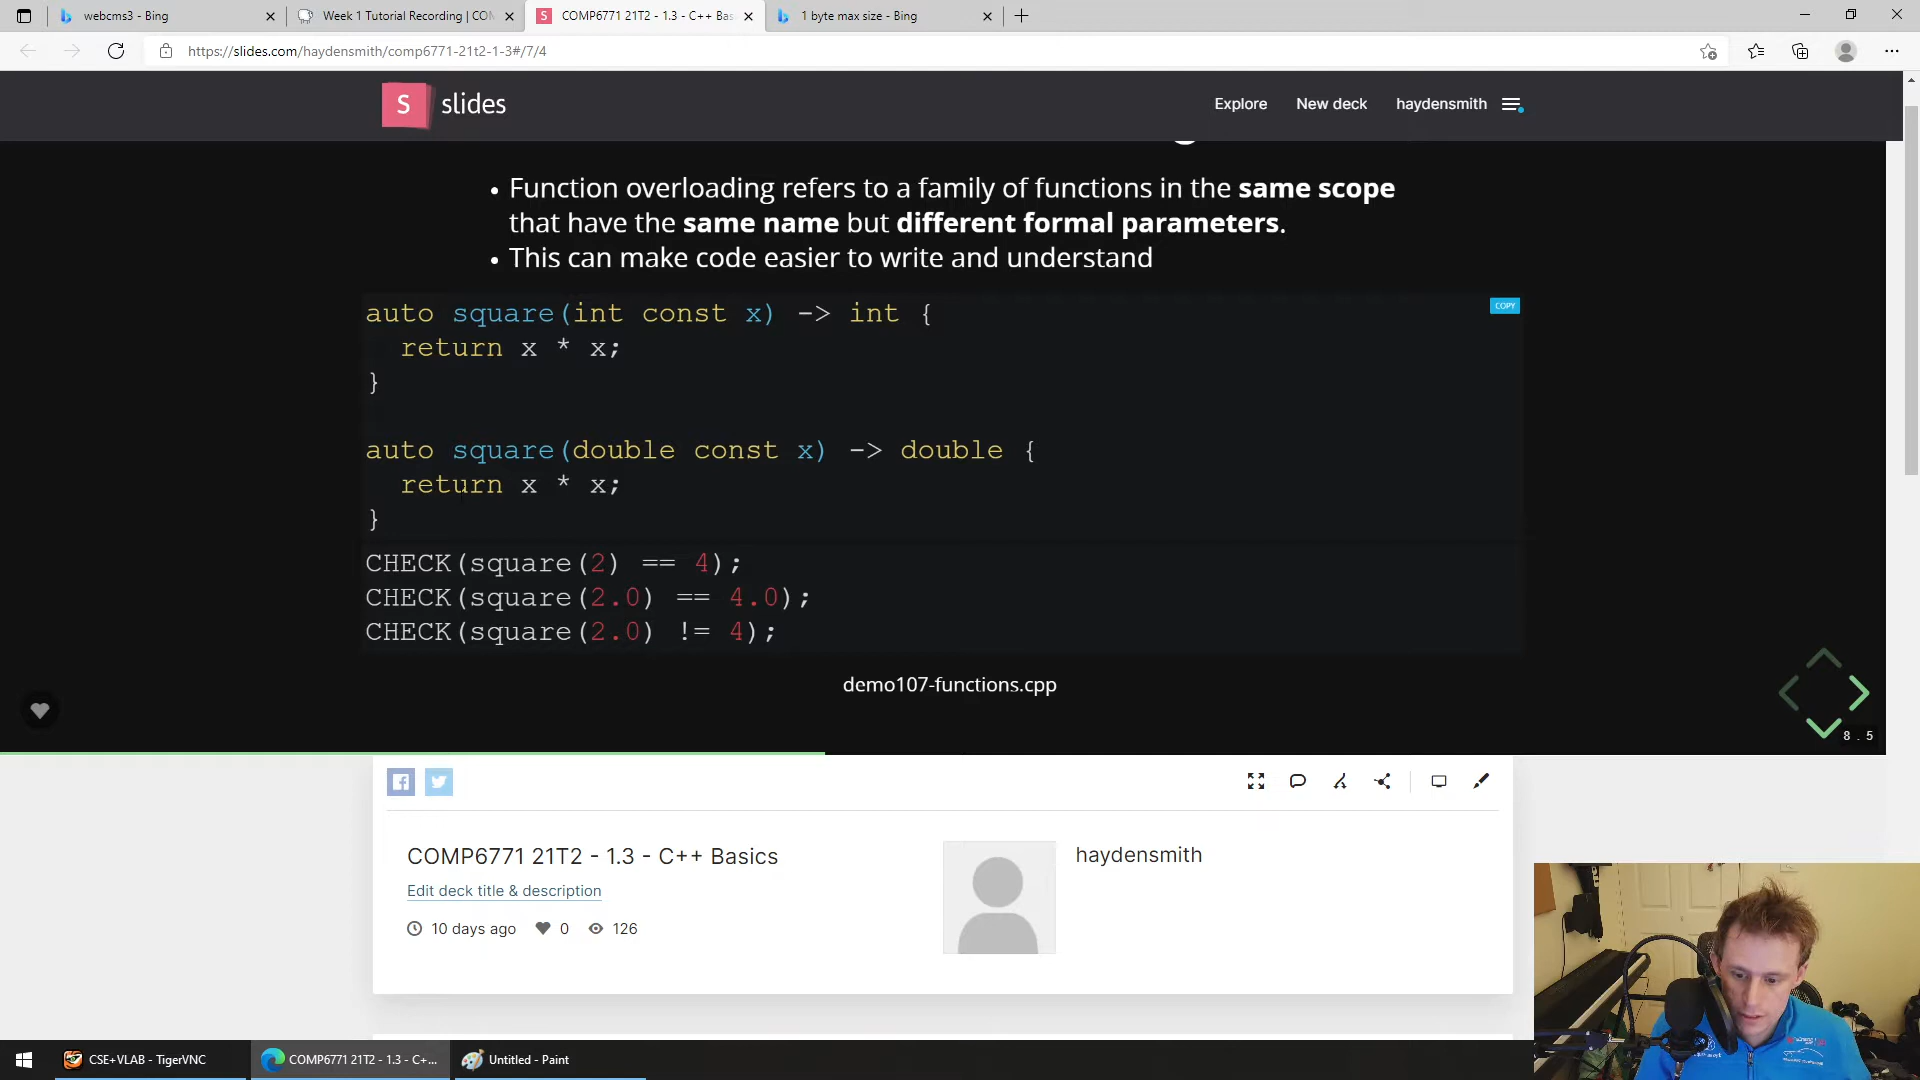 webcms3 - Bing
Week 1 Tutorial Recording | COM
COMP6771 21T2 - 1.3 - C++ Bas
1 byte max size - Bing
https://slides.com/haydensmith/comp6771-21t2-1-3#/7/4
S slides
Explore
New deck
haydensmith
• Function overloading refers to a family of functions in the same scope
that have the same name but different formal parameters.
• This can make code easier to write and understand
auto square(int const x) -> int {
return x * x;
}
auto square(double const x) -> double {
return x * x;
}
COPY
CHECK(square(2) == 4);
CHECK(square(2.0) == 4.0);
CHECK(square(2.0) != 4);
demo107-functions.cpp
8 . 5
COMP6771 21T2 - 1.3 - C++ Basics
Edit deck title & description
10 days ago 0 126
haydensmith
CSE+VLAB - TigerVNC
COMP6771 21T2 - 1.3 - C+...
Untitled - Paint